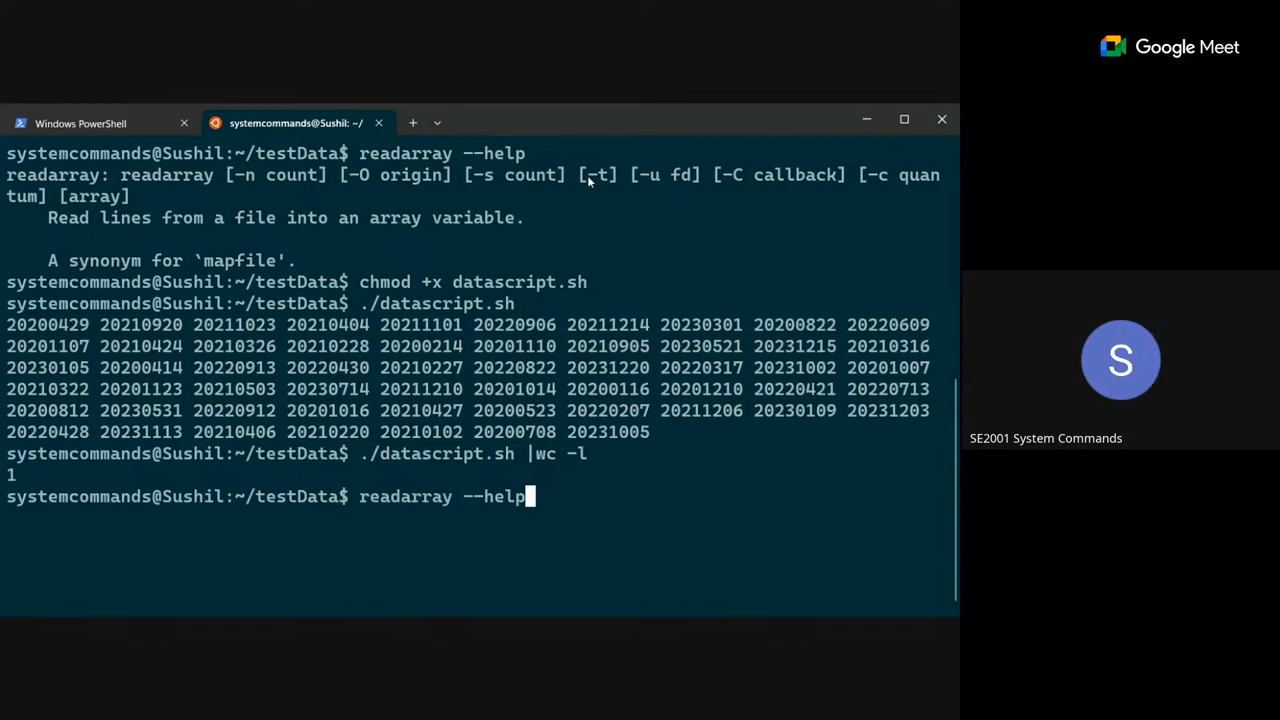 Google Meet
Windows PowerShell
systemcommands@Sushil: ~/
systemcommands@Sushil:~/testData$ readarray --help
readarray: readarray [-n count] [-O origin] [-s count] [-t] [-u fd] [-C callback] [-c quan
tum] [array]
Read lines from a file into an array variable.
A synonym for `mapfile'.
systemcommands@Sushil:~/testData$ chmod +x datascript.sh
systemcommands@Sushil:~/testData$ ./datascript.sh
20200429 20210920 20211023 20210404 20211101 20220906 20211214 20230301 20200822 20220609
20201107 20210424 20210326 20210228 20200214 20201110 20210905 20230521 20231215 20210316
20230105 20200414 20220913 20220430 20210227 20220822 20231220 20220317 20231002 20201007
20210322 20201123 20210503 20230714 20211210 20201014 20200116 20201210 20220421 20220713
20200812 20230531 20220912 20201016 20210427 20200523 20220207 20211206 20230109 20231203
20220428 20231113 20210406 20210220 20210102 20200708 20231005
systemcommands@Sushil:~/testData$ ./datascript.sh |wc -l
1
systemcommands@Sushil:~/testData$ readarray --help
S
SE2001 System Commands